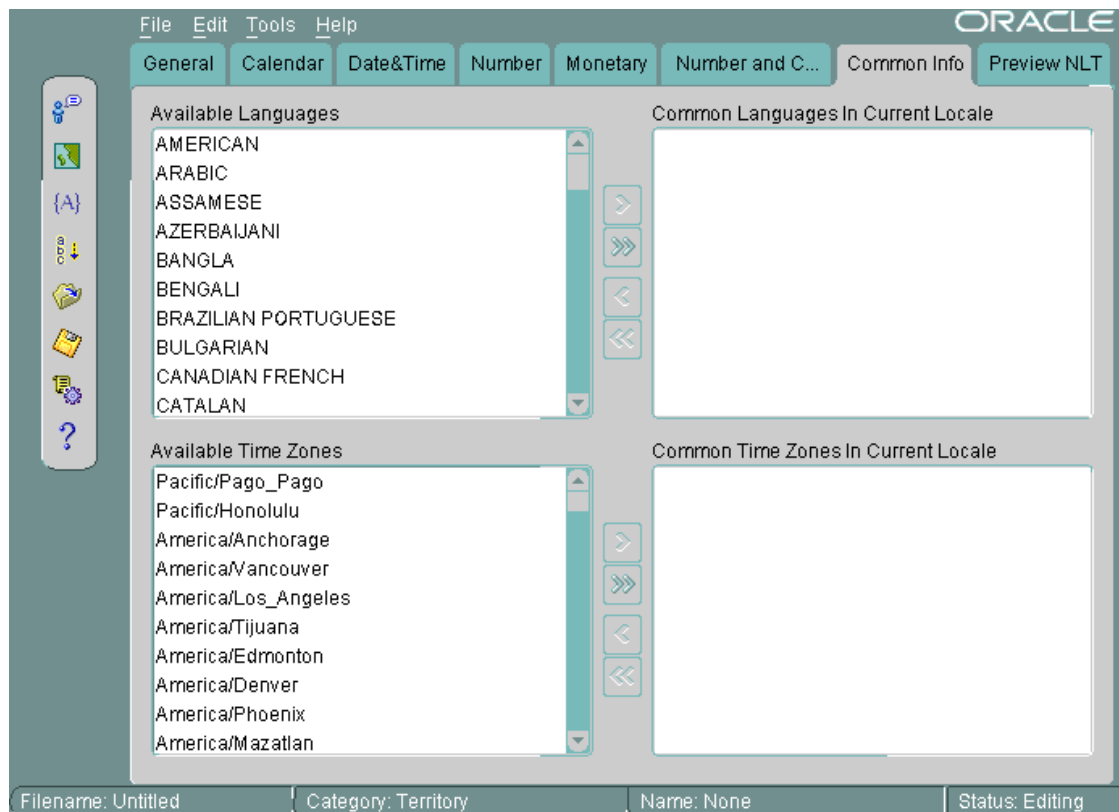 File Edit Tools Help
ORACLE
General Calendar Date&Time Number Monetary Number and C... Common Info Preview NLT
Available Languages
AMERICAN
ARABIC
ASSAMESE
AZERBAIJANI
BANGLA
BENGALI
BRAZILIAN PORTUGUESE
BULGARIAN
CANADIAN FRENCH
CATALAN
Common Languages In Current Locale
{A}
a
b
c
?
Available Time Zones
Pacific/Pago_Pago
Pacific/Honolulu
America/Anchorage
America/Vancouver
America/Los_Angeles
America/Tijuana
America/Edmonton
America/Denver
America/Phoenix
America/Mazatlan
Common Time Zones In Current Locale
Filename: Untitled Category: Territory Name: None Status: Editing